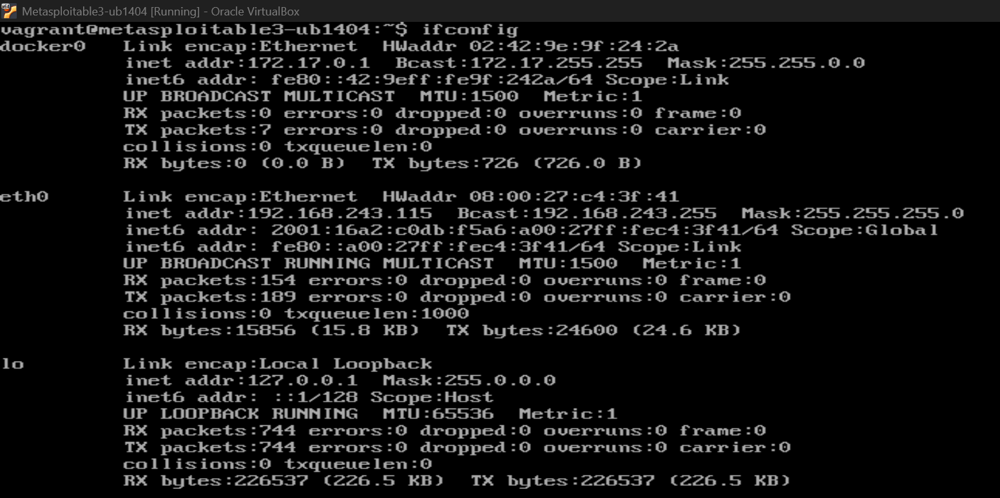 Metasploitable3-ub1404 [Running] - Oracle VirtualBox
vagrant@metasploitable3-ub1404:~$ ifconfig
docker0   Link encap:Ethernet  HWaddr 02:42:9e:9f:24:2a
          inet addr:172.17.0.1  Bcast:172.17.255.255  Mask:255.255.0.0
          inet6 addr: fe80::42:9eff:fe9f:242a/64 Scope:Link
          UP BROADCAST MULTICAST  MTU:1500  Metric:1
          RX packets:0 errors:0 dropped:0 overruns:0 frame:0
          TX packets:7 errors:0 dropped:0 overruns:0 carrier:0
          collisions:0 txqueuelen:0
          RX bytes:0 (0.0 B)  TX bytes:726 (726.0 B)

eth0      Link encap:Ethernet  HWaddr 08:00:27:c4:3f:41
          inet addr:192.168.243.115  Bcast:192.168.243.255  Mask:255.255.255.0
          inet6 addr: 2001:16a2:c0db:f5a6:a00:27ff:fec4:3f41/64 Scope:Global
          inet6 addr: fe80::a00:27ff:fec4:3f41/64 Scope:Link
          UP BROADCAST RUNNING MULTICAST  MTU:1500  Metric:1
          RX packets:154 errors:0 dropped:0 overruns:0 frame:0
          TX packets:189 errors:0 dropped:0 overruns:0 carrier:0
          collisions:0 txqueuelen:1000
          RX bytes:15856 (15.8 KB)  TX bytes:24600 (24.6 KB)

lo        Link encap:Local Loopback
          inet addr:127.0.0.1  Mask:255.0.0.0
          inet6 addr: ::1/128 Scope:Host
          UP LOOPBACK RUNNING  MTU:65536  Metric:1
          RX packets:744 errors:0 dropped:0 overruns:0 frame:0
          TX packets:744 errors:0 dropped:0 overruns:0 carrier:0
          collisions:0 txqueuelen:0
          RX bytes:226537 (226.5 KB)  TX bytes:226537 (226.5 KB)